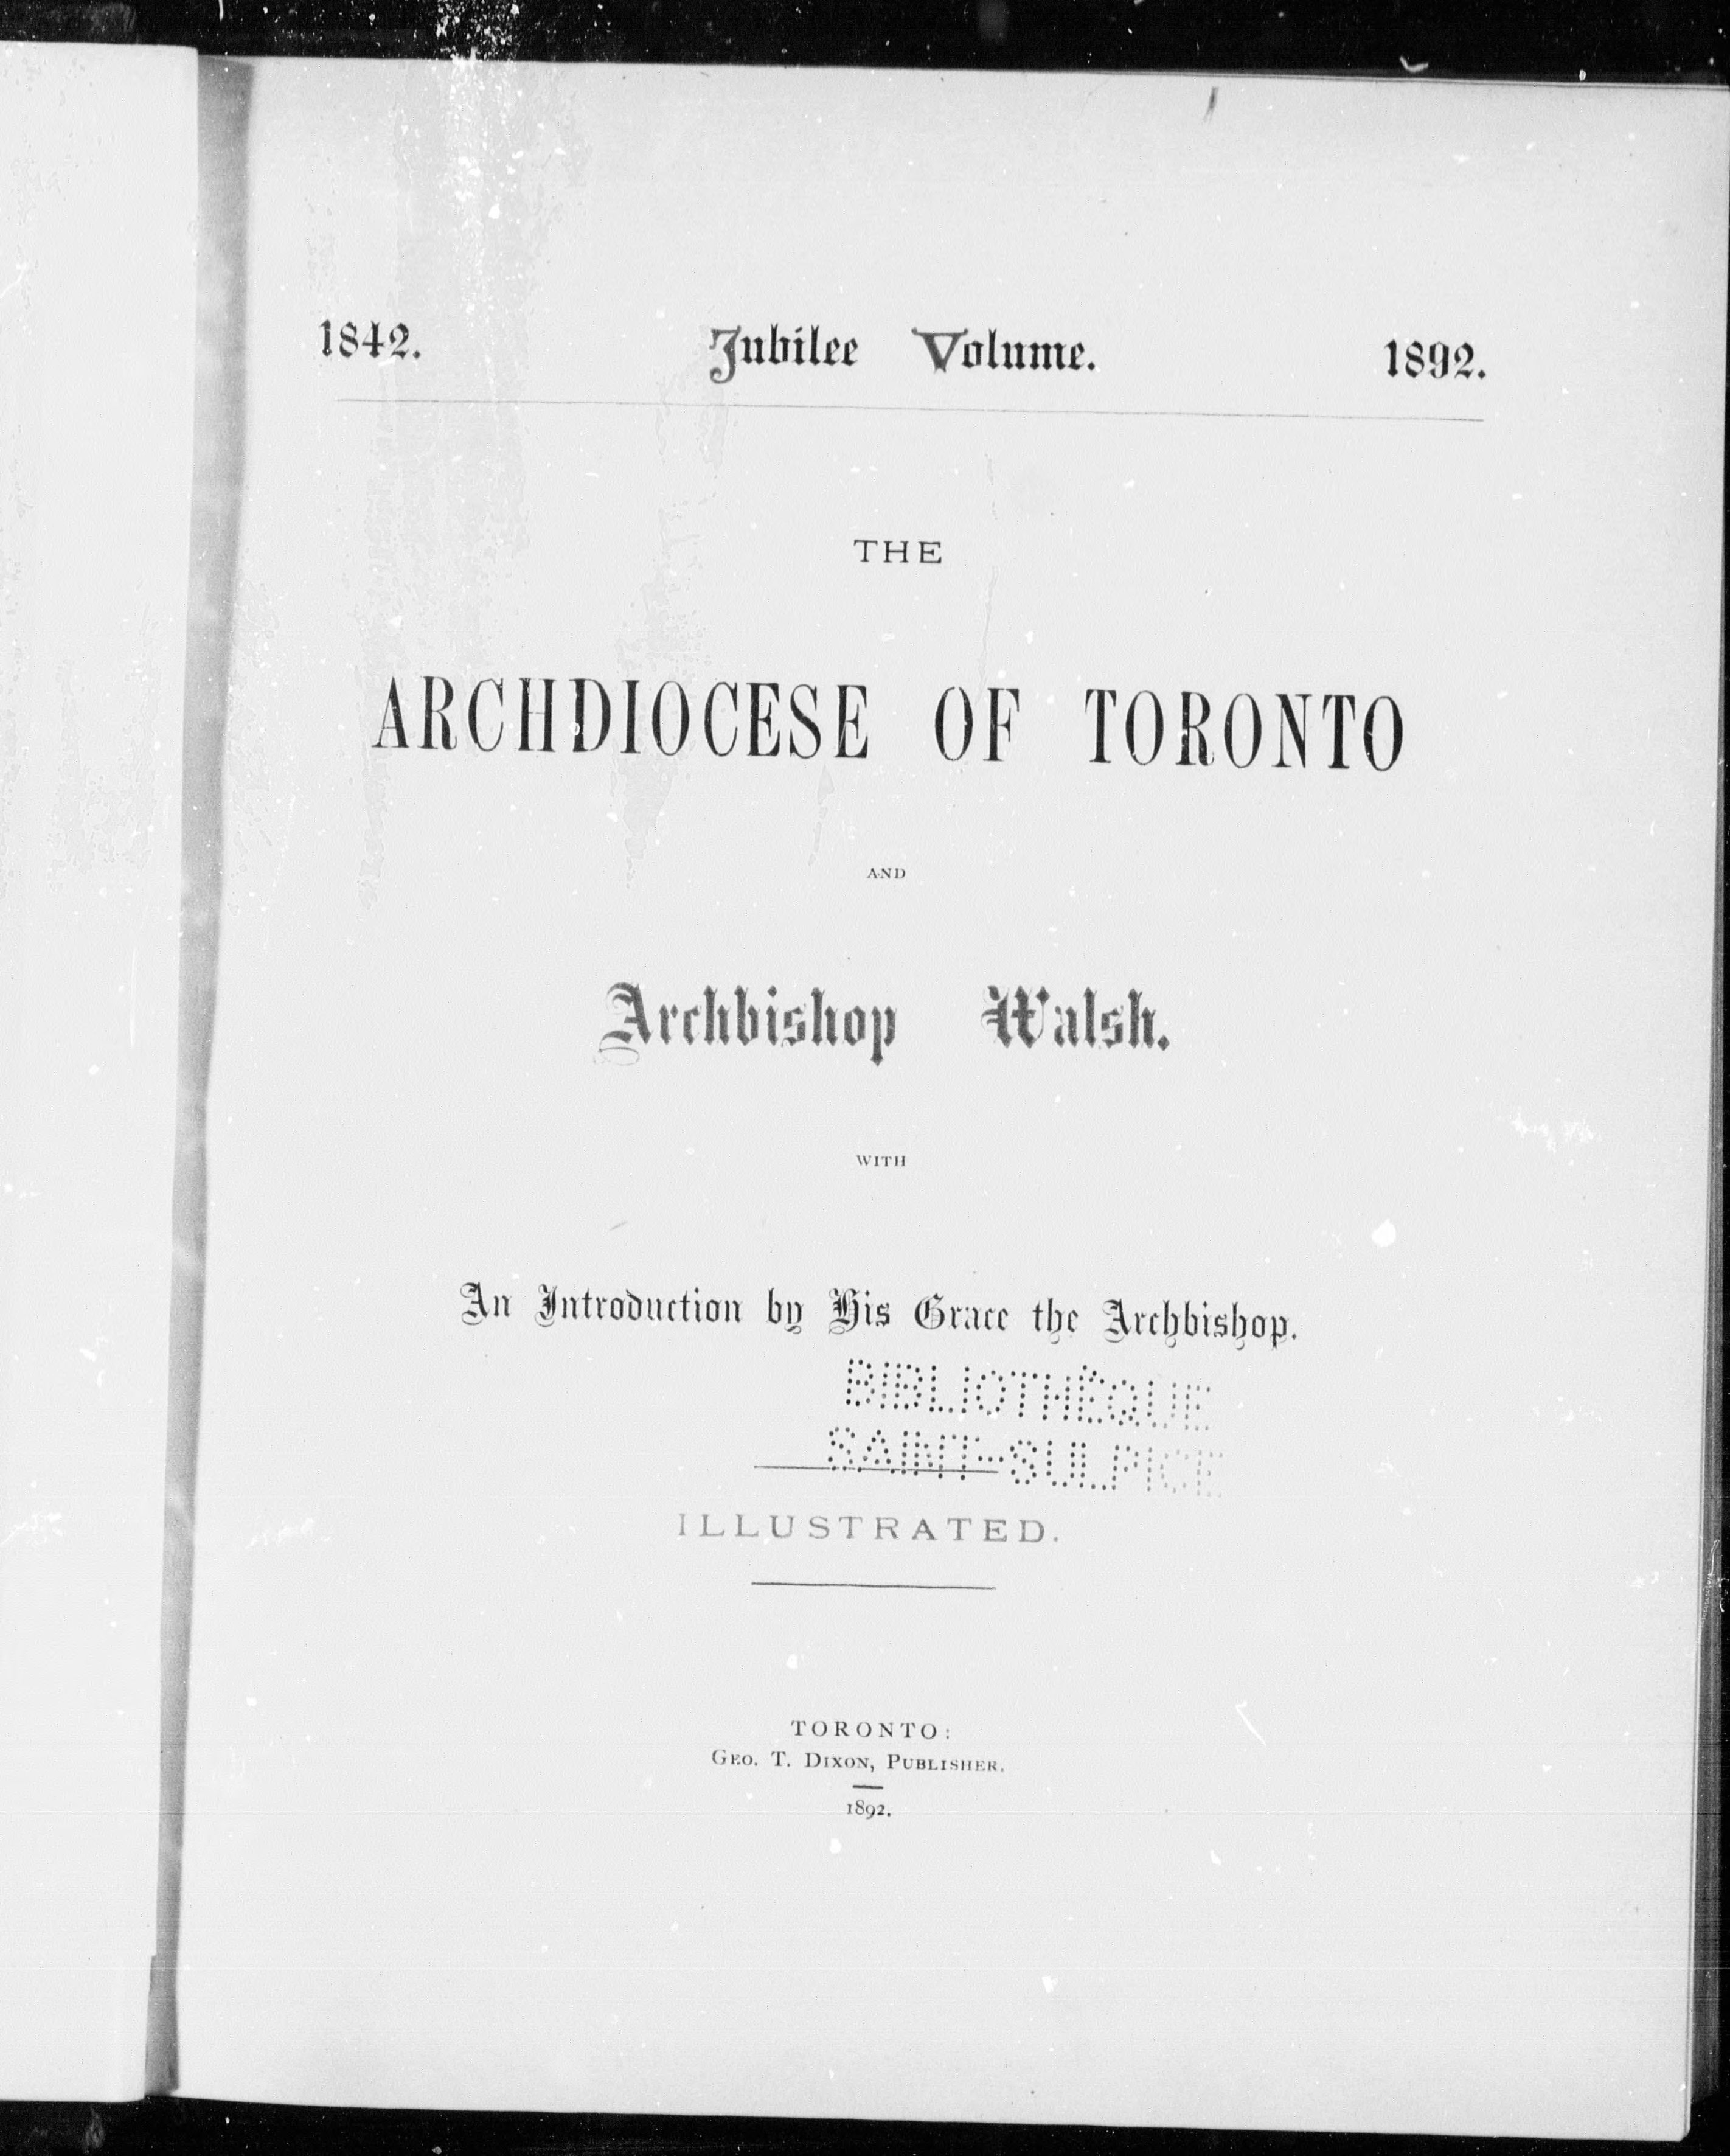 1842. Jubilee Volume. 1892.
THE
ARCHDIOCESE OF TORONTO
AND
Archbishop Walsh.
WITH
An Introduction by His Grace the Archbishop.
BIBLIOTHÈQUE
SAINT-SULPICE
ILLUSTRATED.
TORONTO:
GEO. T. DIXON, PUBLISHER.
1892.